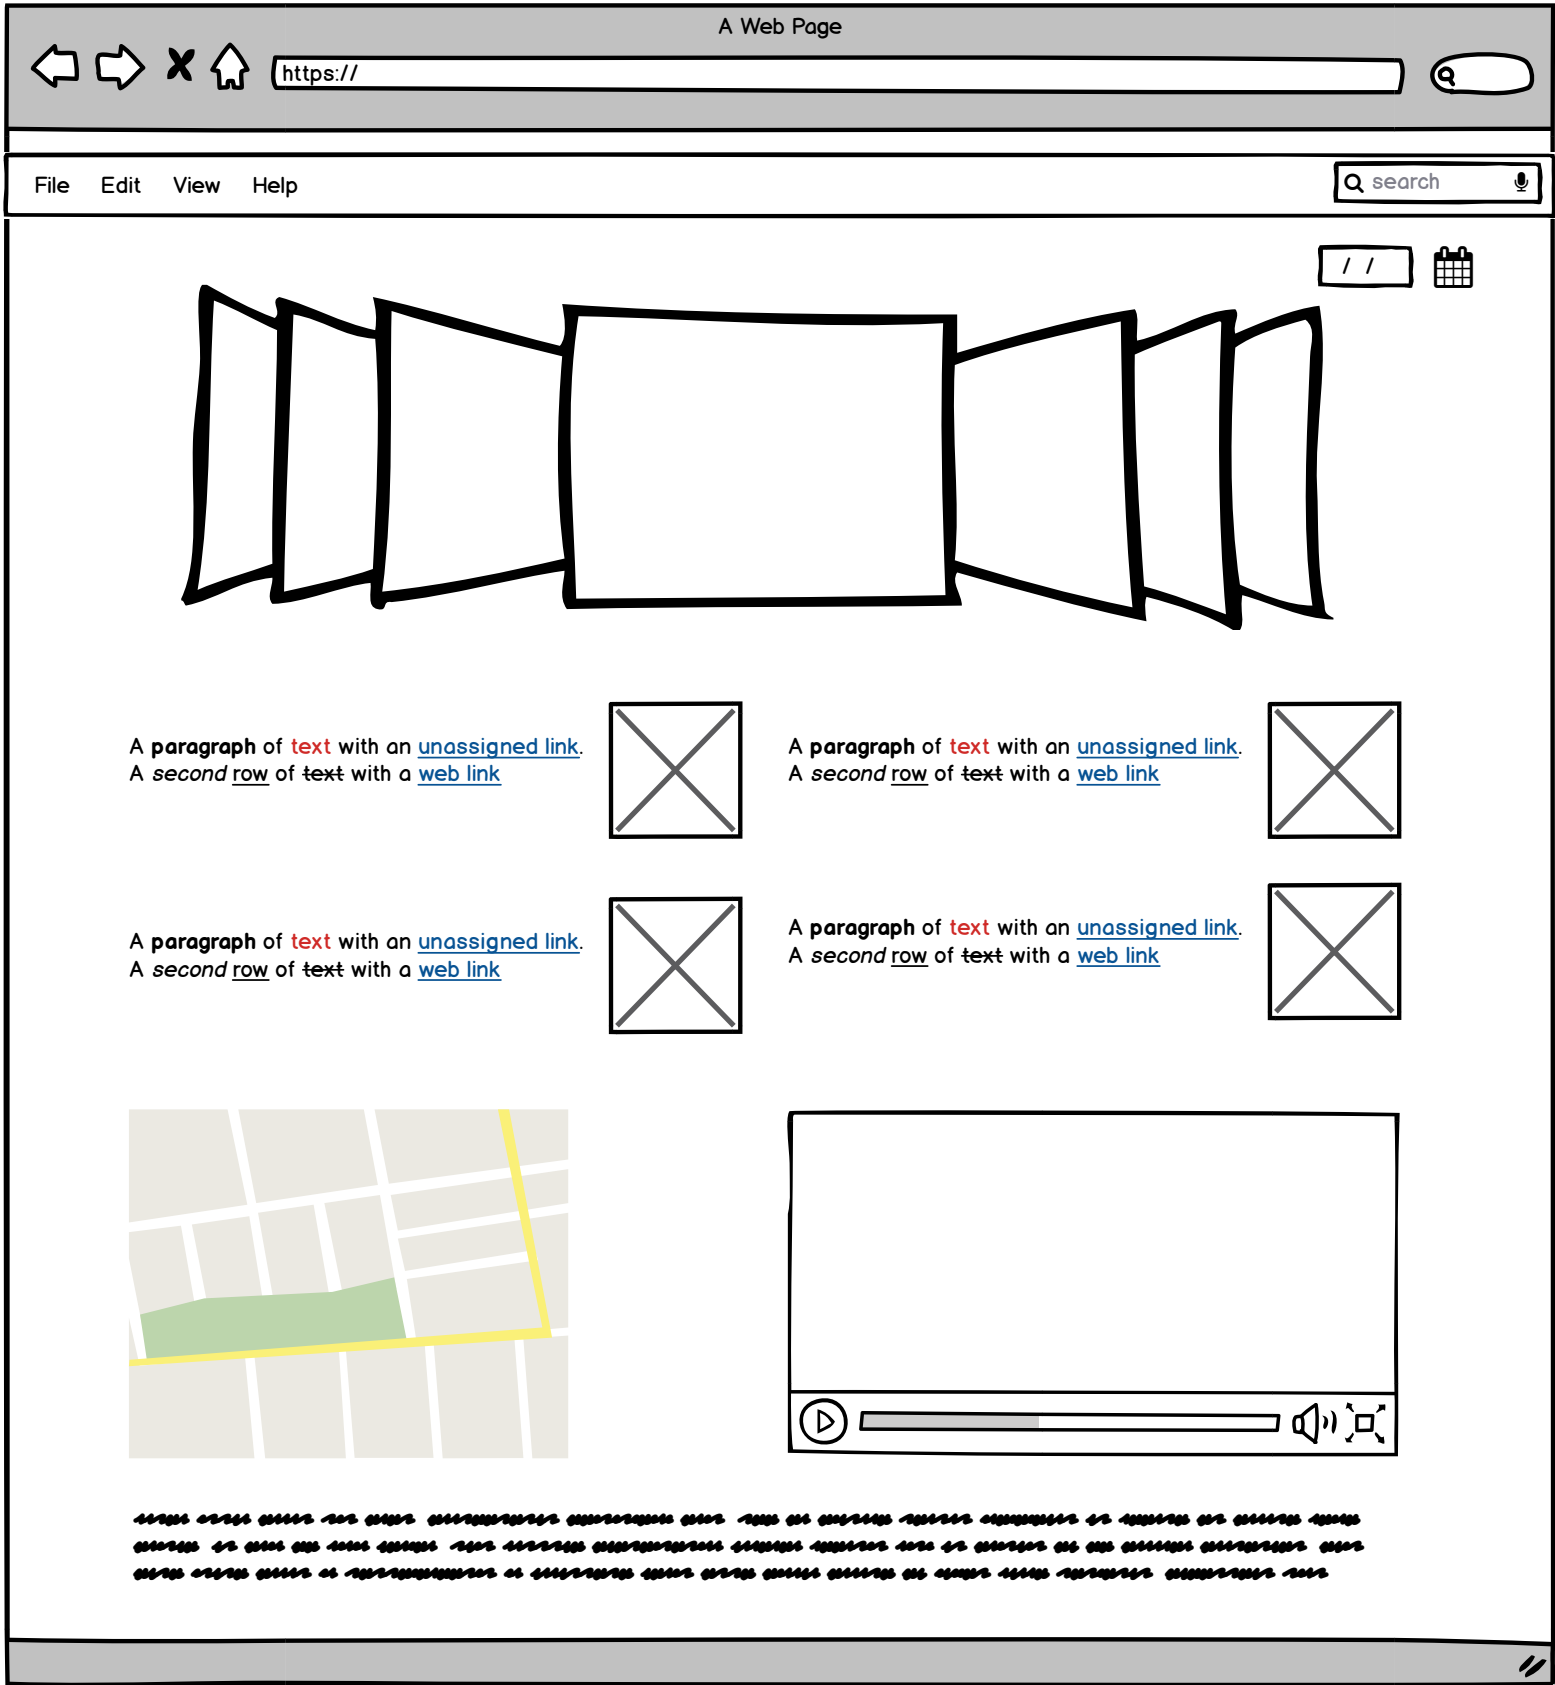 A Web Page
https://
File Edit View Help
search
/ /
A paragraph of text with an unassigned link.
A second row of text with a web link
A paragraph of text with an unassigned link.
A second row of text with a web link
A paragraph of text with an unassigned link.
A second row of text with a web link
A paragraph of text with an unassigned link.
A second row of text with a web link